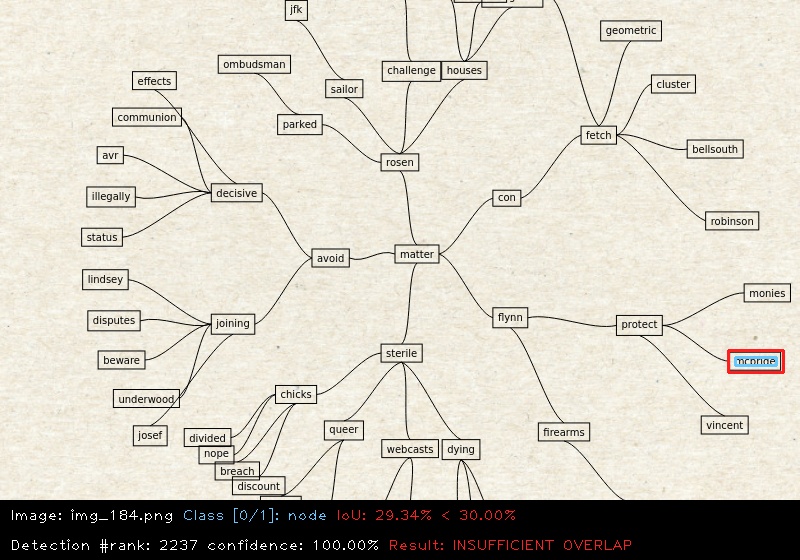 jfk
geometric
ombudsman
challenge
houses
effects
sailor
cluster
communion
parked
fetch
avr
rosen
bellsouth
illegally
decisive
con
robinson
status
avoid
matter
lindsey
monies
disputes
joining
flynn
protect
beware
sterile
underwood
chicks
josef
queer
firearms
vincent
divided
nope
webcasts
dying
breach
discount
Image: img_184.png Class [0/1]: node IoU: 29.34% < 30.00%
Detection #rank: 2237 confidence: 100.00% Result: INSUFFICIENT OVERLAP